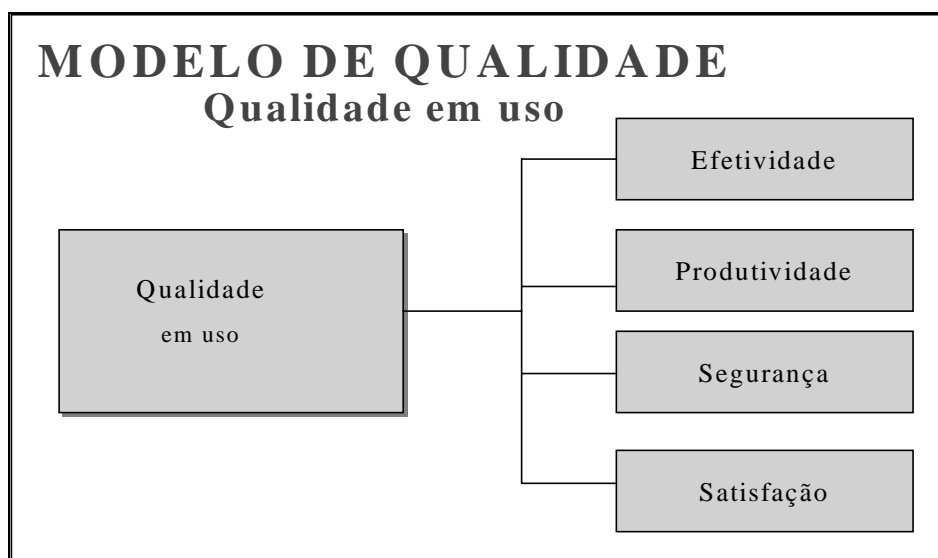 MODELO DE QUALIDADE
Qualidade em uso
Qualidade
em uso
Efetividade
Produtividade
Segurança
Satisfação